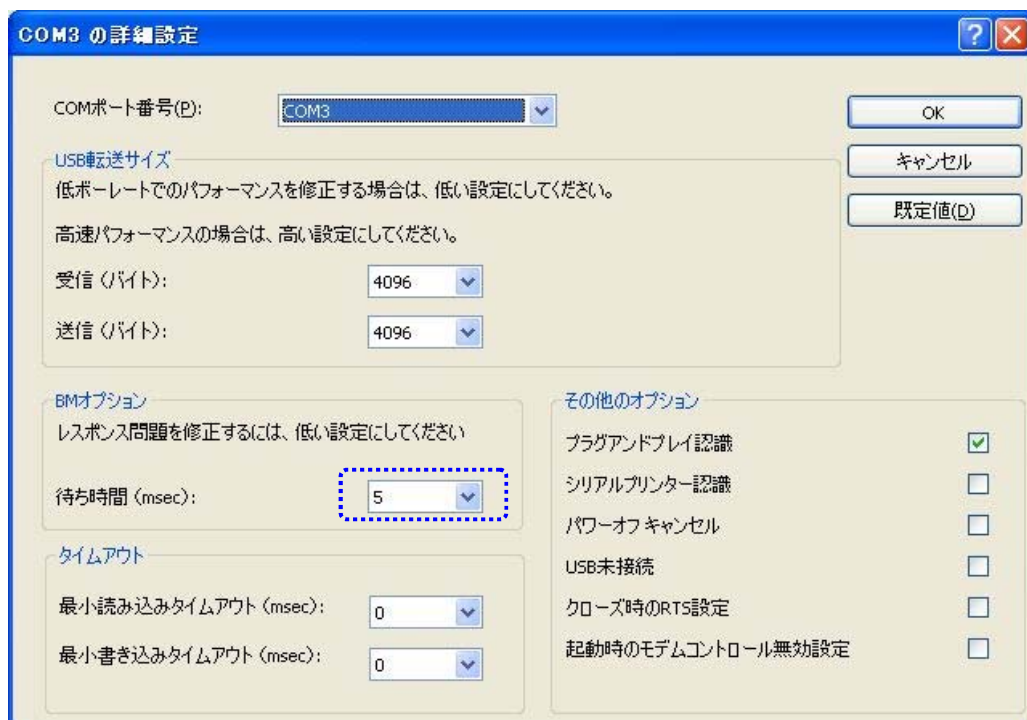 COM3 の詳細設定
COMポート番号(P):
COM3
OK
キャンセル
既定値(D)
USB転送サイズ
低ボーレートでのパフォーマンスを修正する場合は、低い設定にしてください。
高速パフォーマンスの場合は、高い設定にしてください。
受信 (バイト):
4096
送信 (バイト):
4096
BMオプション
レスポンス問題を修正するには、低い設定にしてください
待ち時間 (msec):
5
タイムアウト
最小読み込みタイムアウト (msec):
0
最小書き込みタイムアウト (msec):
0
その他のオプション
プラグアンドプレイ認識
シリアルプリンター認識
パワーオフ キャンセル
USB未接続
クローズ時のRTS設定
起動時のモデムコントロール無効設定